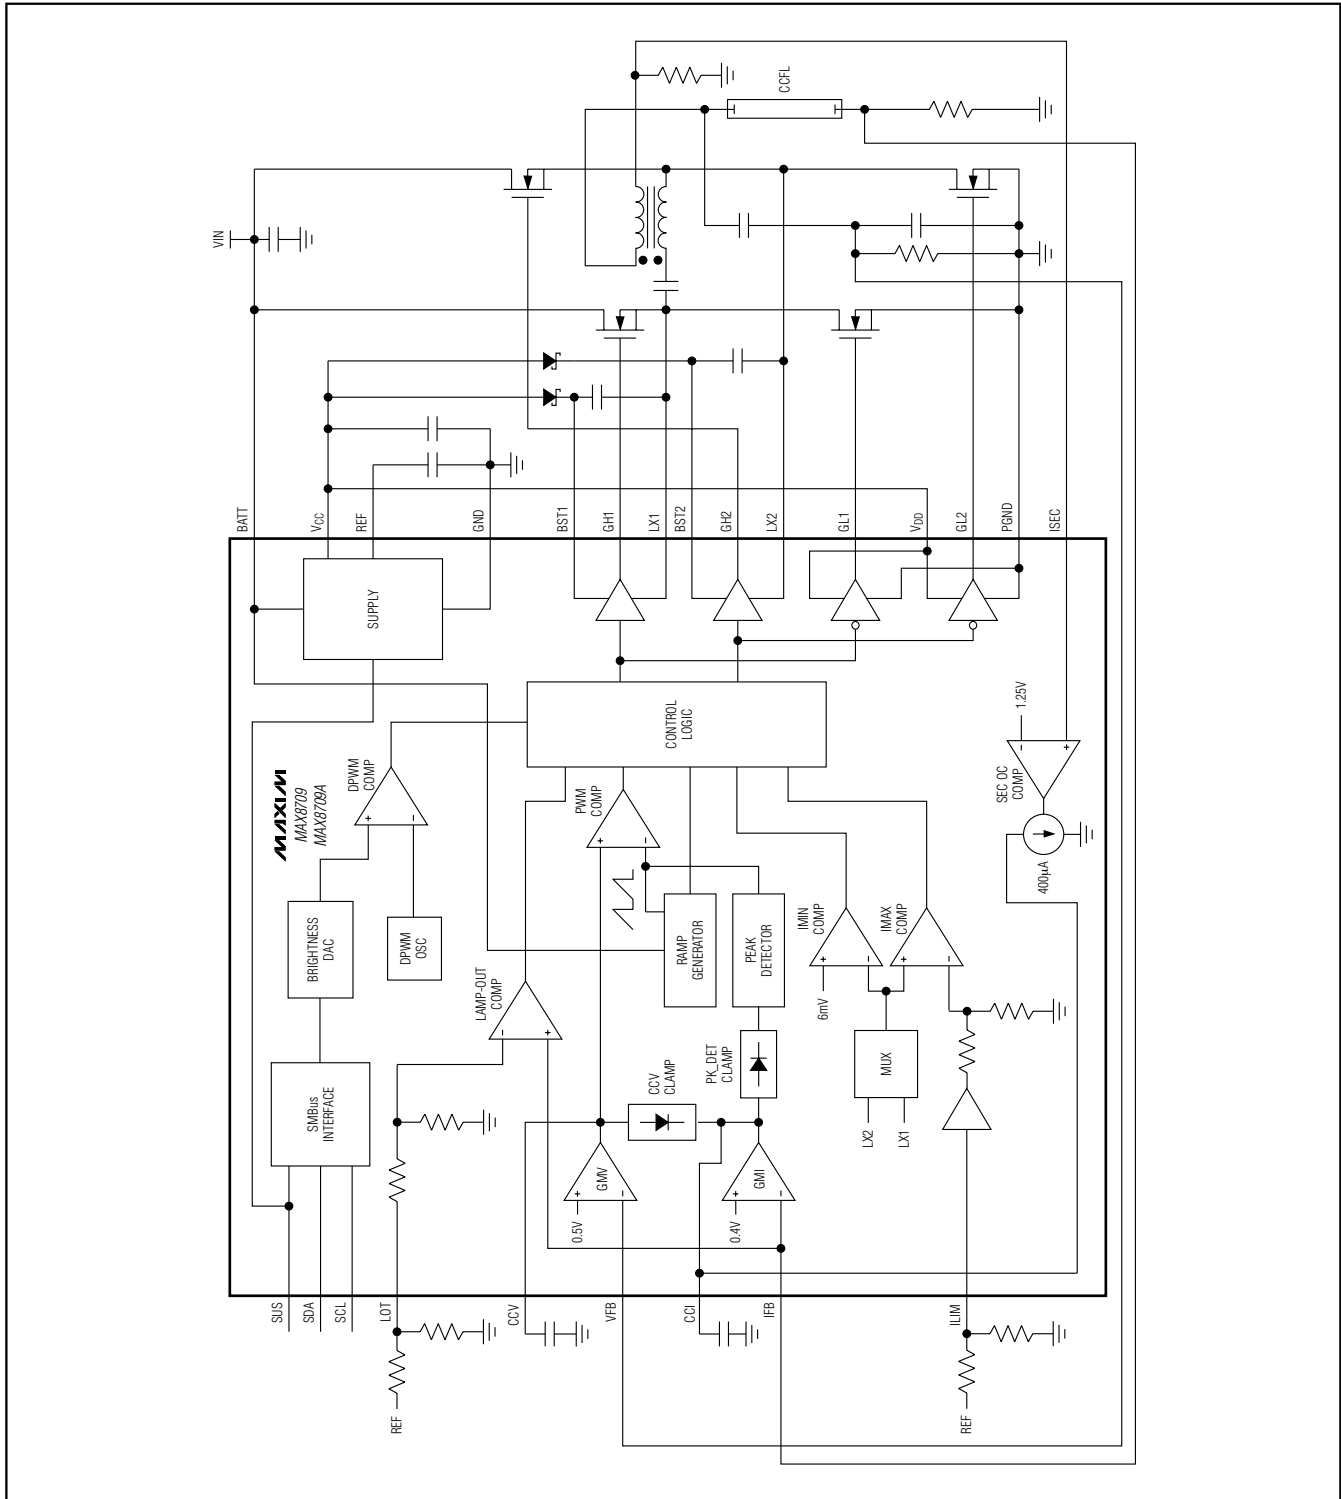 CCFL
VIN
BATT
VCC
REF
GND
BST1
GH1
LX1
BST2
GH2
LX2
GL1
VDD
GL2
PGND
ISEC
SUPPLY
MAXIM
MAX8709
MAX8709A
DPWM
COMP
CONTROL
LOGIC
1.25V
−
+
SEC OC
COMP
400µA
+
−
BRIGHTNESS
DAC
DPWM
OSC
PWM
COMP
+
−
RAMP
GENERATOR
PEAK
DETECTOR
IMIN
COMP
+
−
6mV
IMAX
COMP
+
−
LAMP-OUT
COMP
−
+
SMBus
INTERFACE
CCV
CLAMP
PK_DET
CLAMP
MUX
LX2
LX1
GMV
+
−
0.5V
GMI
+
−
0.4V
SUS
SDA
SCL
LOT
CCV
VFB
CCI
IFB
ILIM
REF
REF